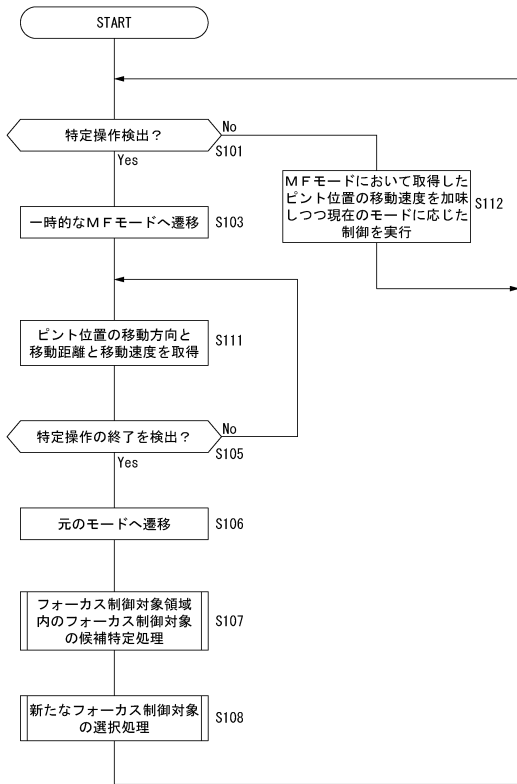 START
特定操作検出?
No
S101
Yes
MFモードにおいて取得した
ピント位置の移動速度を加味
しつつ現在のモードに応じた
制御を実行
S112
一時的なMFモードへ遷移
S103
ピント位置の移動方向と
移動距離と移動速度を取得
S111
特定操作の終了を検出?
No
S105
Yes
元のモードへ遷移
S106
フォーカス制御対象領域
内のフォーカス制御対象
の候補特定処理
S107
新たなフォーカス制御対象
の選択処理
S108